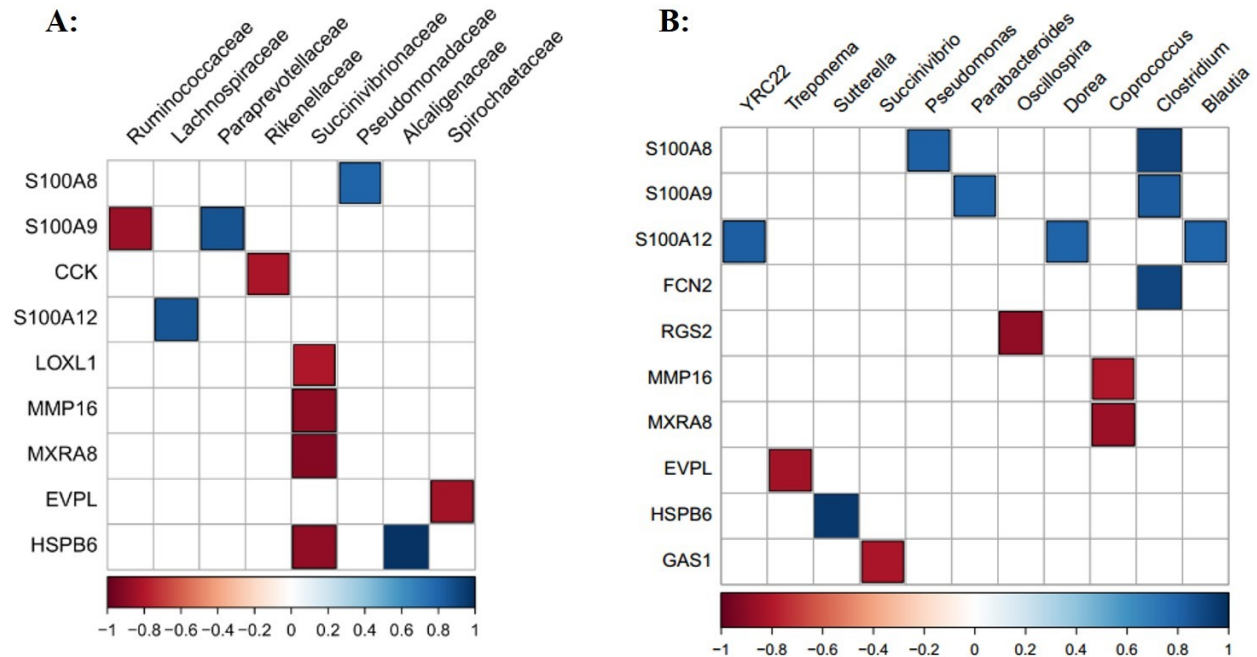 A:
Ruminococcaceae
Lachnospiraceae
Paraprevotellaceae
Rikenellaceae
Succinivibrionaceae
Pseudomonadaceae
Alcaligenaceae
Spirochaetaceae
S100A8
S100A9
CCK
S100A12
LOXL1
MMP16
MXRA8
EVPL
HSPB6
−1 −0.8 −0.6 −0.4 −0.2 0 0.2 0.4 0.6 0.8 1
B:
YRC22
Treponema
Sutterella
Succinivibrio
Pseudomonas
Parabacteroides
Oscillospira
Dorea
Coprococcus
Clostridium
Blautia
S100A8
S100A9
S100A12
FCN2
RGS2
MMP16
MXRA8
EVPL
HSPB6
GAS1
−1 −0.8 −0.6 −0.4 −0.2 0 0.2 0.4 0.6 0.8 1